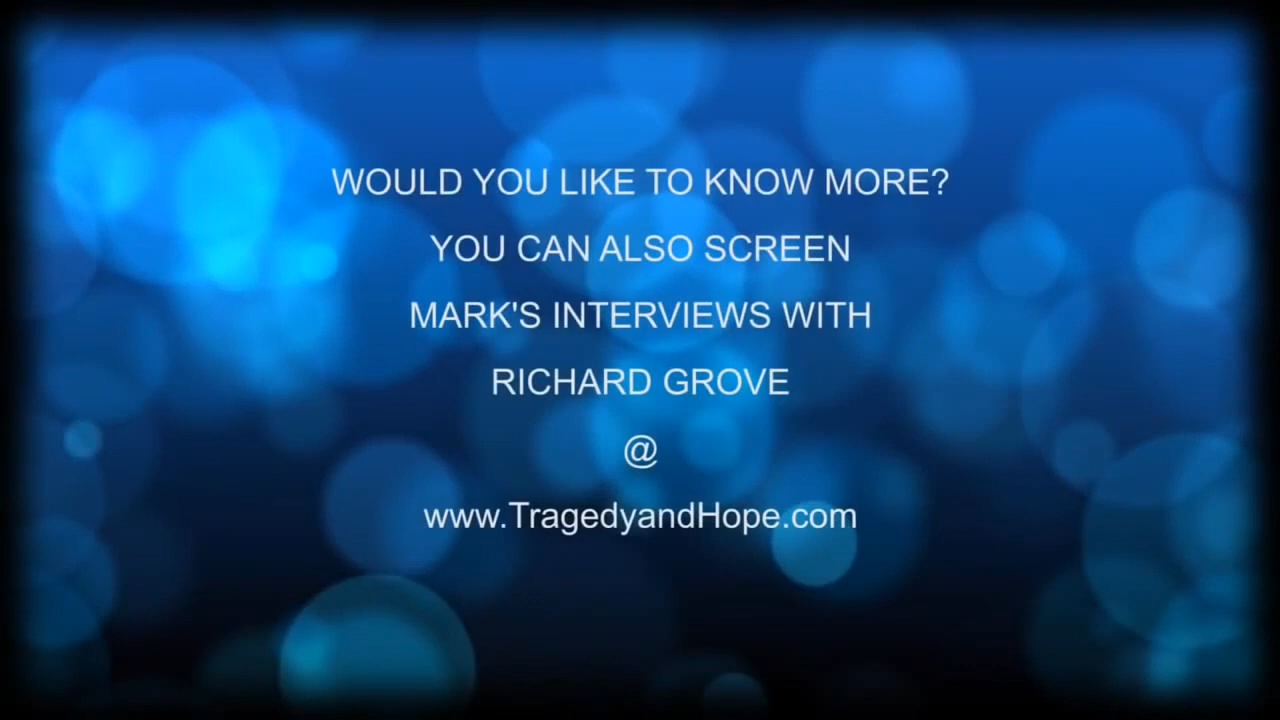 WOULD YOU LIKE TO KNOW MORE?
YOU CAN ALSO SCREEN
MARK'S INTERVIEWS WITH
RICHARD GROVE
@
www.TragedyandHope.com